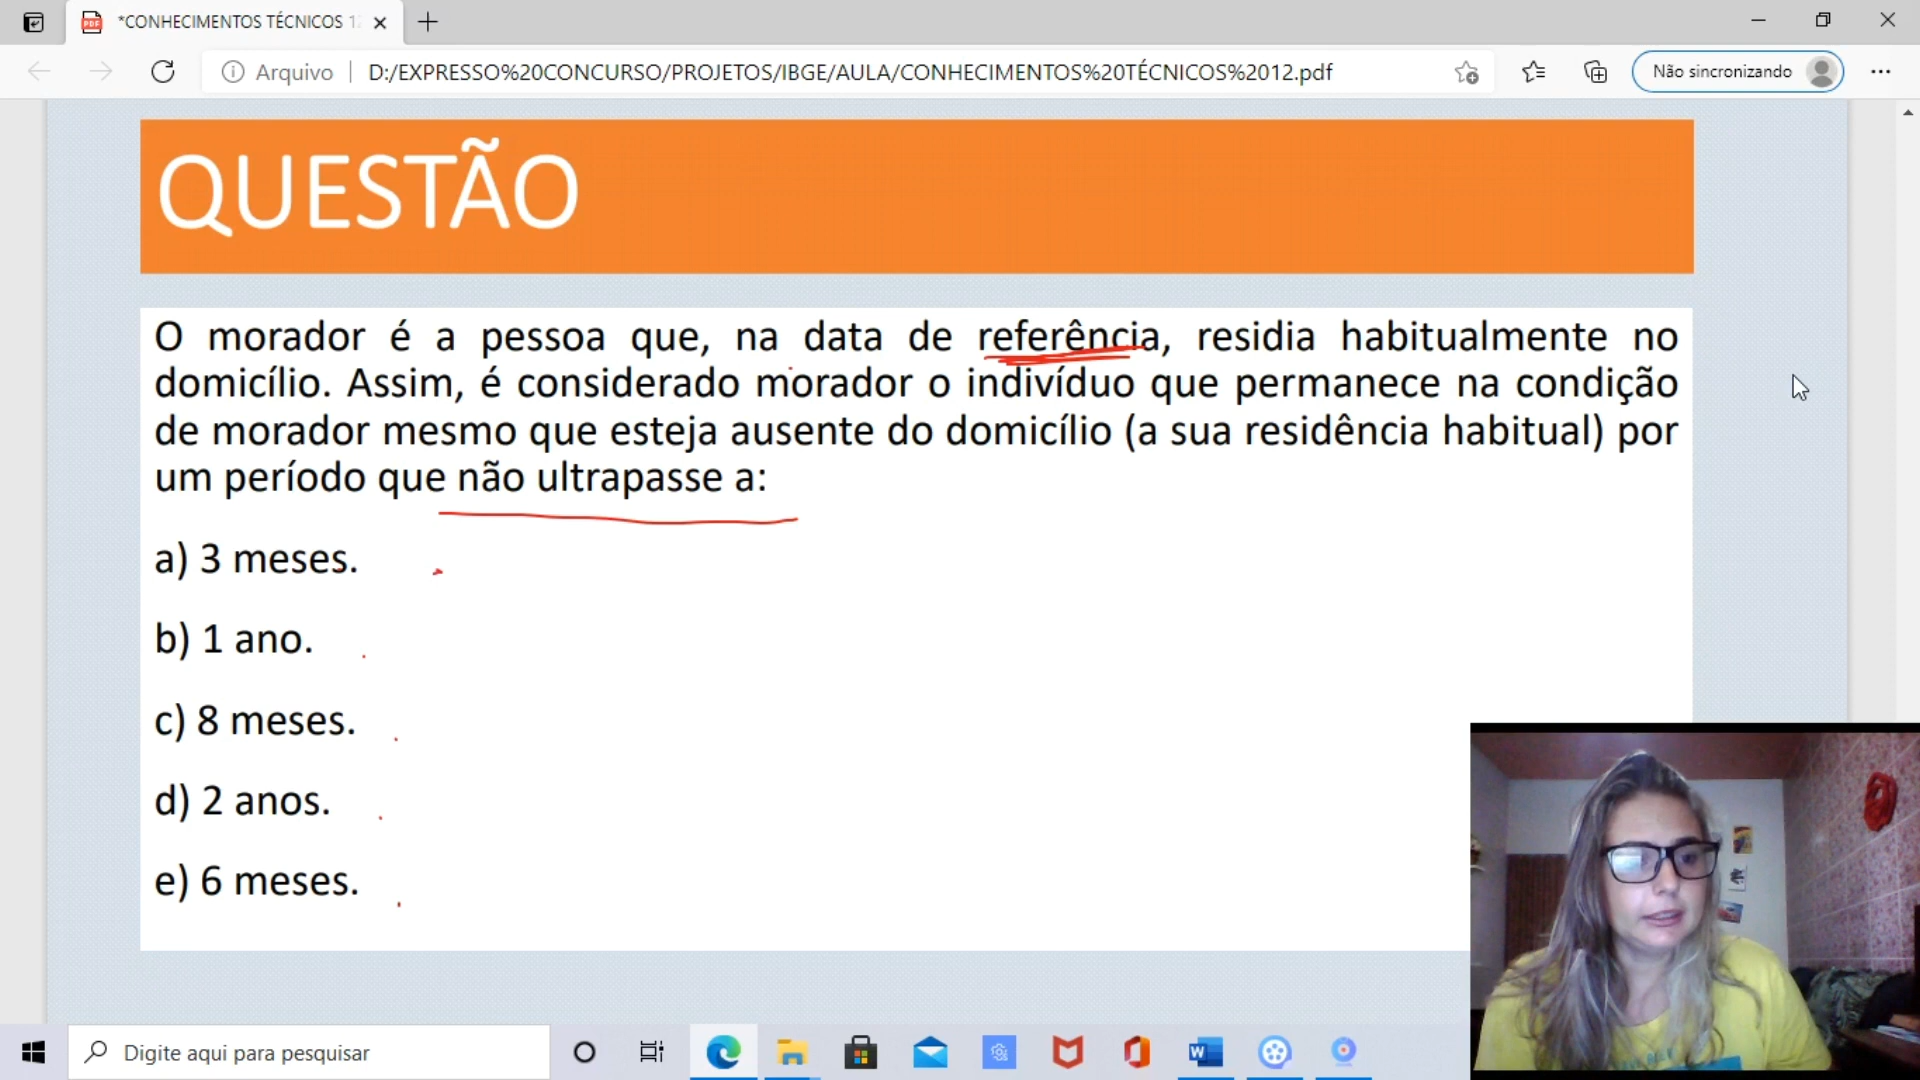 *CONHECIMENTOS TÉCNICOS 12
Arquivo
D:/EXPRESSO%20CONCURSO/PROJETOS/IBGE/AULA/CONHECIMENTOS%20TÉCNICOS%2012.pdf
Não sincronizando
QUESTÃO
O morador é a pessoa que, na data de referência, residia habitualmente no
domicílio. Assim, é considerado morador o indivíduo que permanece na condição
de morador mesmo que esteja ausente do domicílio (a sua residência habitual) por
um período que não ultrapasse a:
a) 3 meses.
b) 1 ano.
c) 8 meses.
d) 2 anos.
e) 6 meses.
Digite aqui para pesquisar